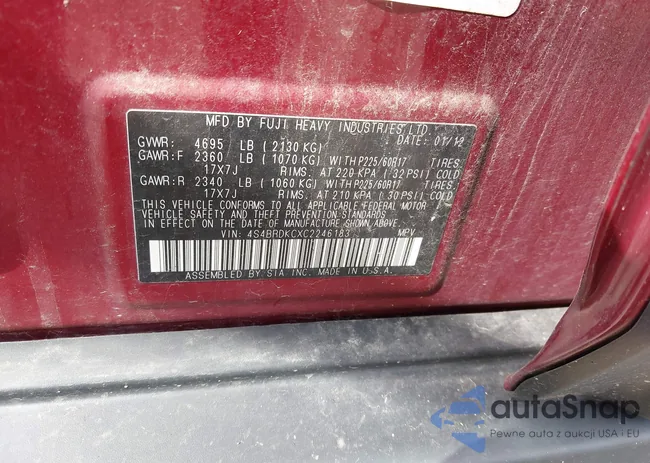 MFD BY FUJI HEAVY INDUSTRIES LTD.
DATE: 01/12
GVWR: 4695 LB ( 2130 KG)
GAWR:F 2360 LB ( 1070 KG) WITH P225/60R17 TIRES.
17X7J RIMS. AT 220 KPA ( 32 PSI) COLD
GAWR:R 2340 LB ( 1060 KG) WITH P225/60R17 TIRES.
17X7J RIMS. AT 210 KPA ( 30 PSI) COLD
THIS VEHICLE CONFORMS TO ALL APPLICABLE FEDERAL MOTOR
VEHICLE SAFETY AND THEFT PREVENTION STANDARDS
IN EFFECT ON THE DATE OF MANUFACTURE SHOWN ABOVE.
VIN: 4S4BRDKCXC2246183 MPV
ASSEMBLED BY SIA INC. MADE IN U.S.A.
autoSnap
Pewne auta z aukcji USA i EU